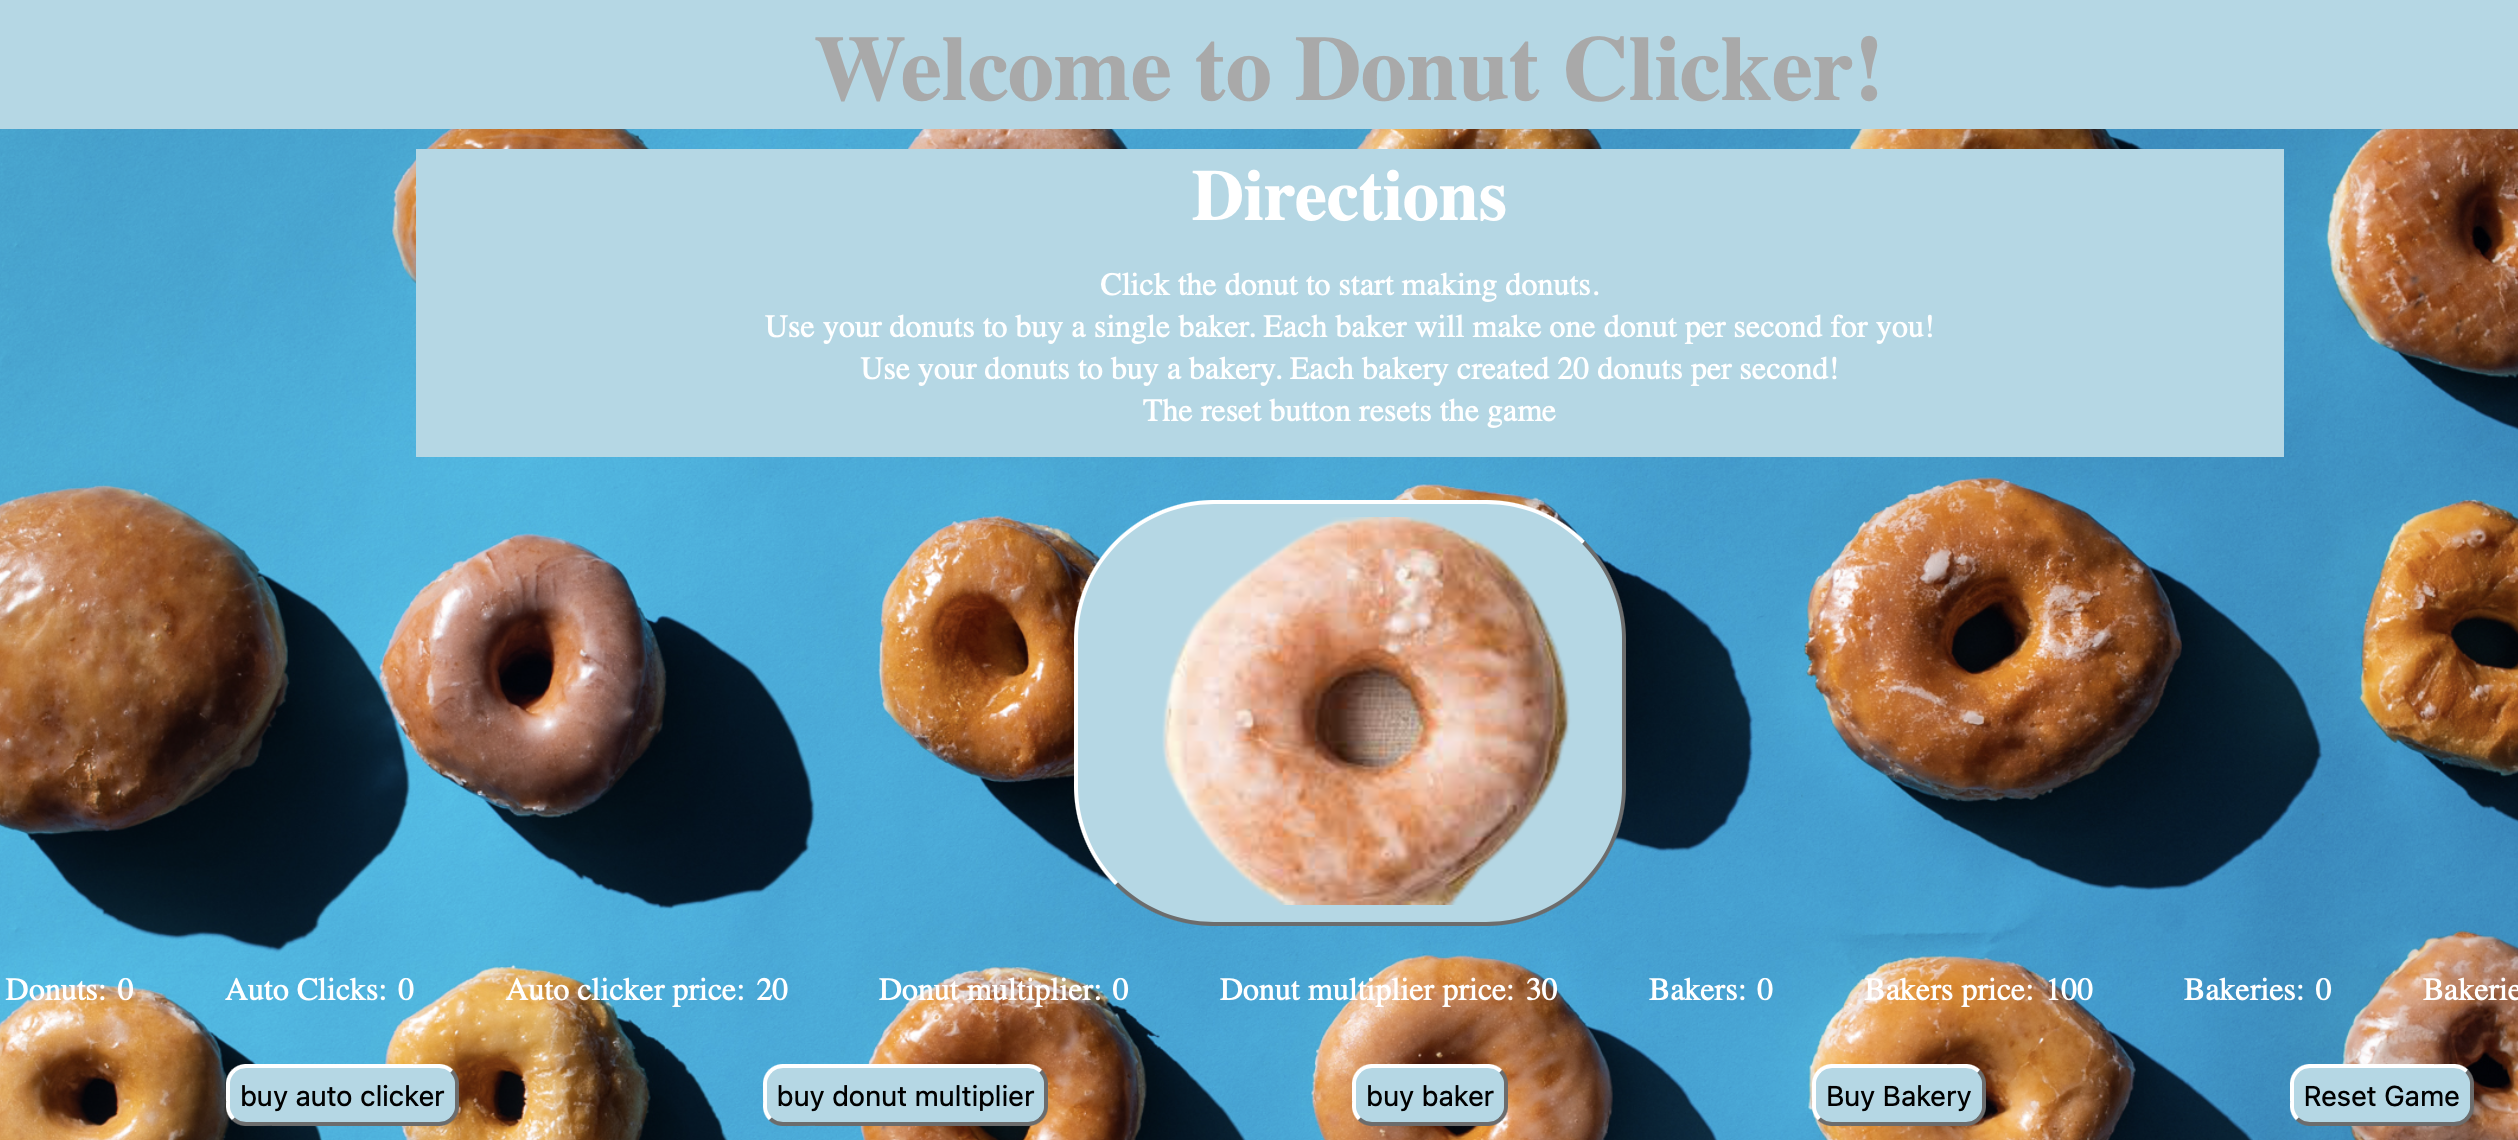 Welcome to Donut Clicker!
Directions
Click the donut to start making donuts.
Use your donuts to buy a single baker. Each baker will make one donut per second for you!
Use your donuts to buy a bakery. Each bakery created 20 donuts per second!
The reset button resets the game
Donuts: 0 Auto Clicks: 0 Auto clicker price: 20 Donut multiplier: 0 Donut multiplier price: 30 Bakers: 0 Bakers price: 100 Bakeries: 0
buy auto clicker buy donut multiplier buy baker Buy Bakery Reset Game